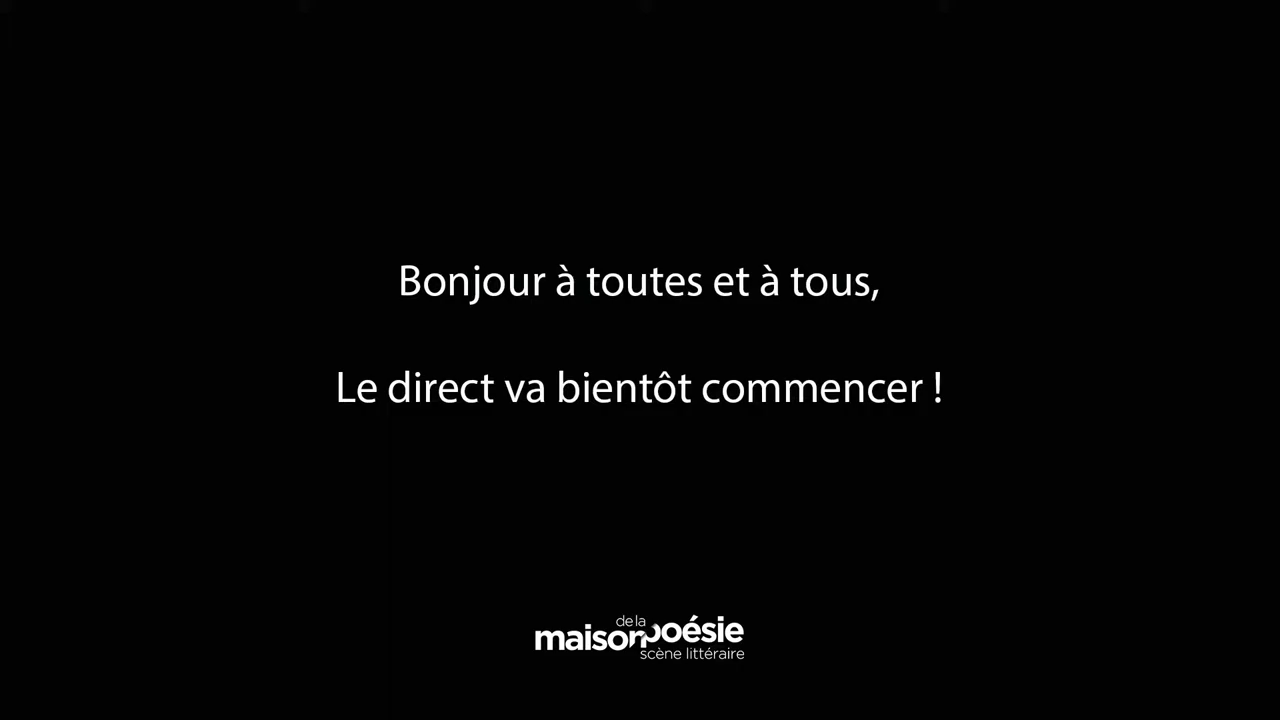 Bonjour à toutes et à tous,
Le direct va bientôt commencer !
de la
maison poésie
scène littéraire